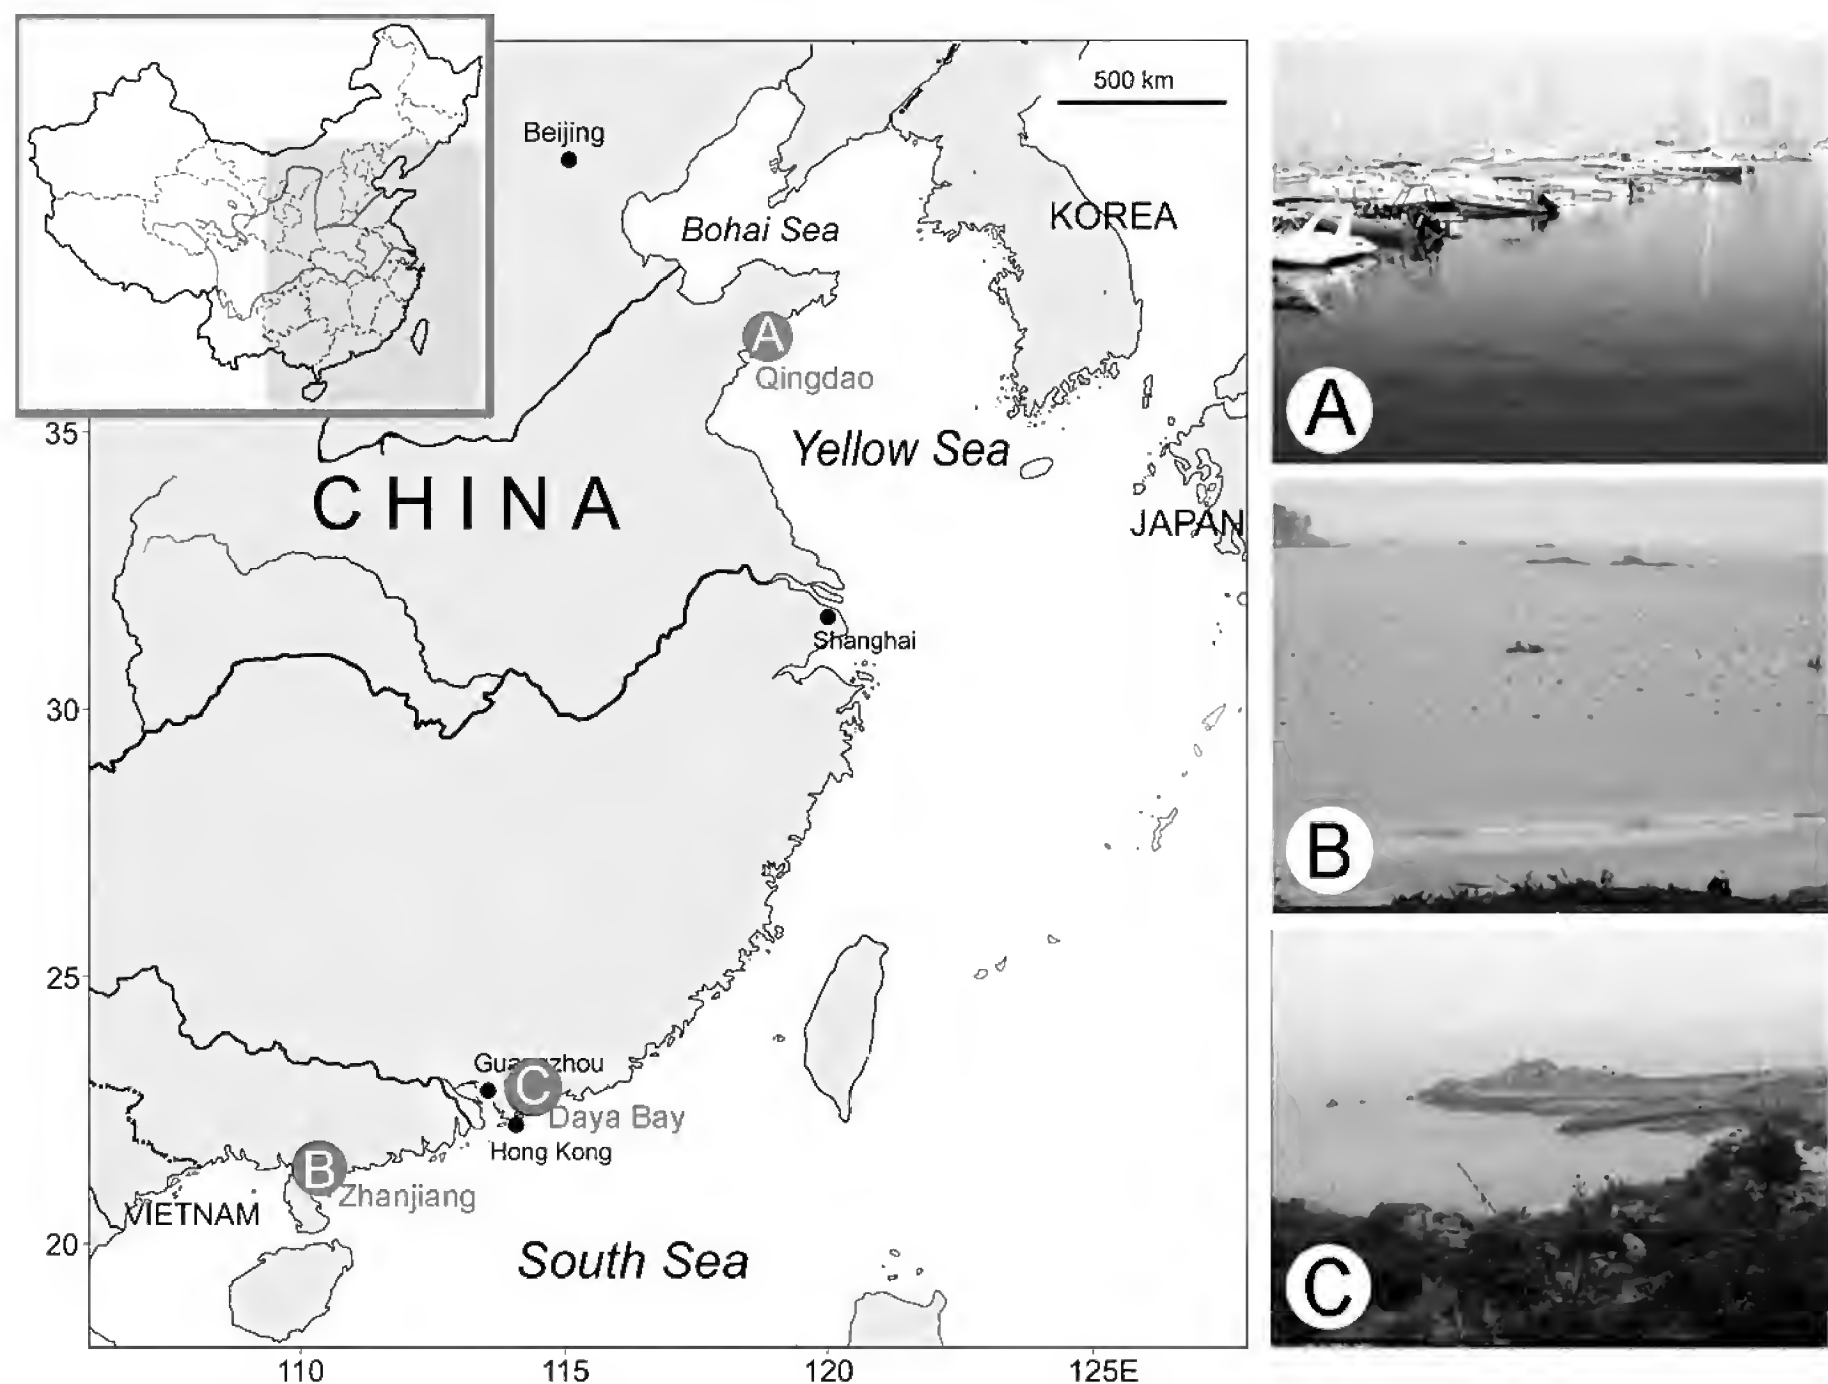 500 km
Beijing
KOREA
Bohai Sea
A
Qingdao
35
Yellow Sea
CHINA
JAPAN
Shanghai
30
25
Guangzhou
C
Daya Bay
Hong Kong
B
Zhanjiang
VIETNAM
20
South Sea
110
115
120
125E
A
B
C